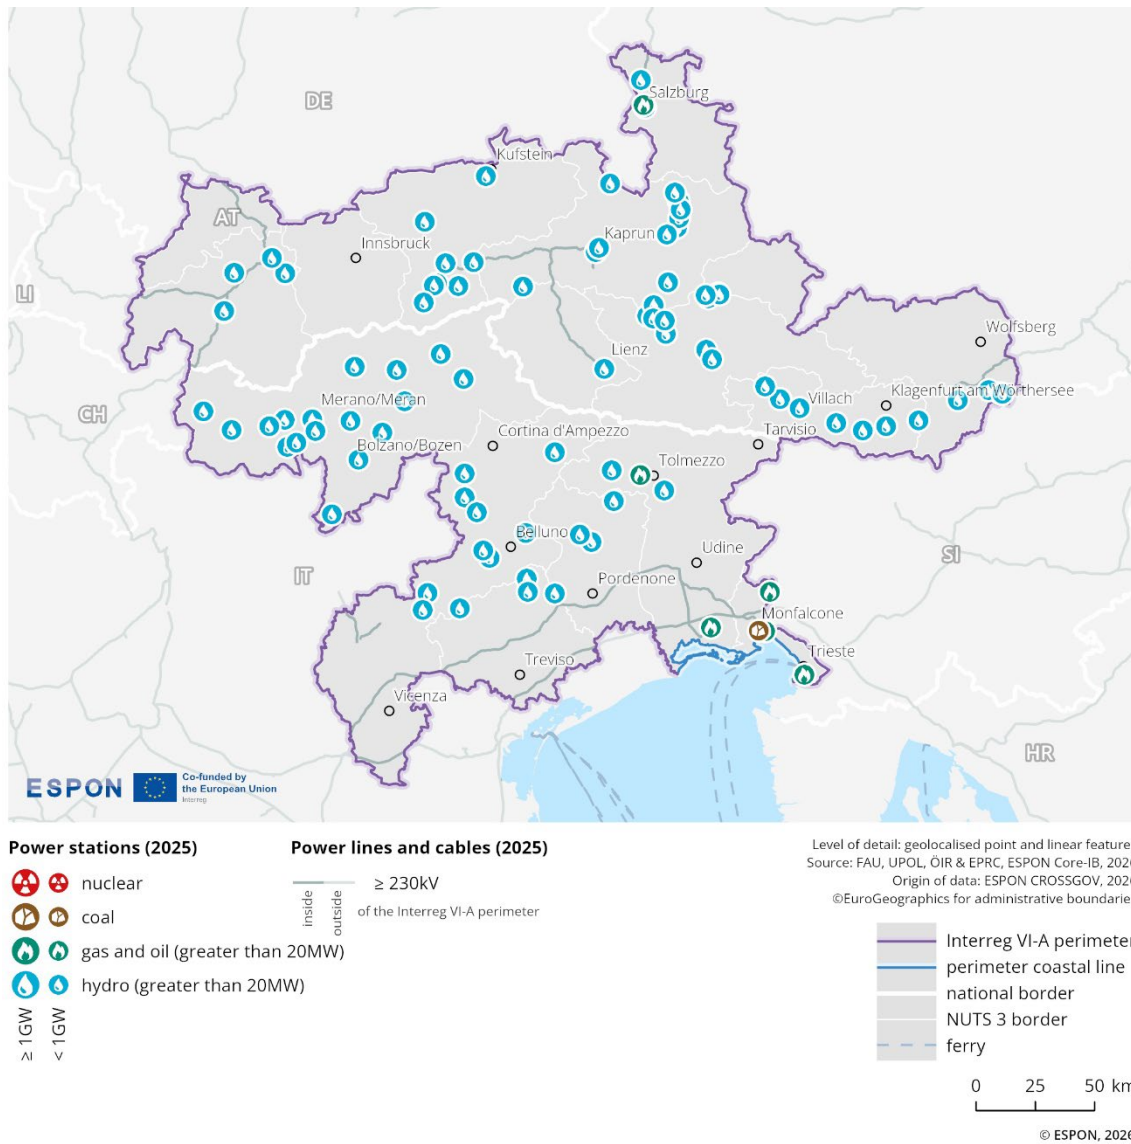 DE
Salzburg
Kufstein
AT
Kaprun
Innsbruck
LI
Wolfsberg
Lienz
CH
Merano/Meran
Villach
Klagenfurt am Wörthersee
Cortina d'Ampezzo
Tarvisio
Bolzano/Bozen
Tolmezzo
Belluno
Udine
SI
IT
Pordenone
Monfalcone
Trieste
Treviso
Vicenza
HR
ESPON
Co-funded by
the European Union
Interreg
Power stations (2025)
nuclear
coal
gas and oil (greater than 20MW)
hydro (greater than 20MW)
≥ 1GW
< 1GW
Power lines and cables (2025)
≥ 230kV
inside
outside
of the Interreg VI-A perimeter
Level of detail: geolocalised point and linear feature
Source: FAU, UPOL, ÖIR & EPRC, ESPON Core-IB, 2026
Origin of data: ESPON CROSSGOV, 2026
©EuroGeographics for administrative boundarie
Interreg VI-A perimeter
perimeter coastal line
national border
NUTS 3 border
ferry
0 25 50 km
© ESPON, 2026